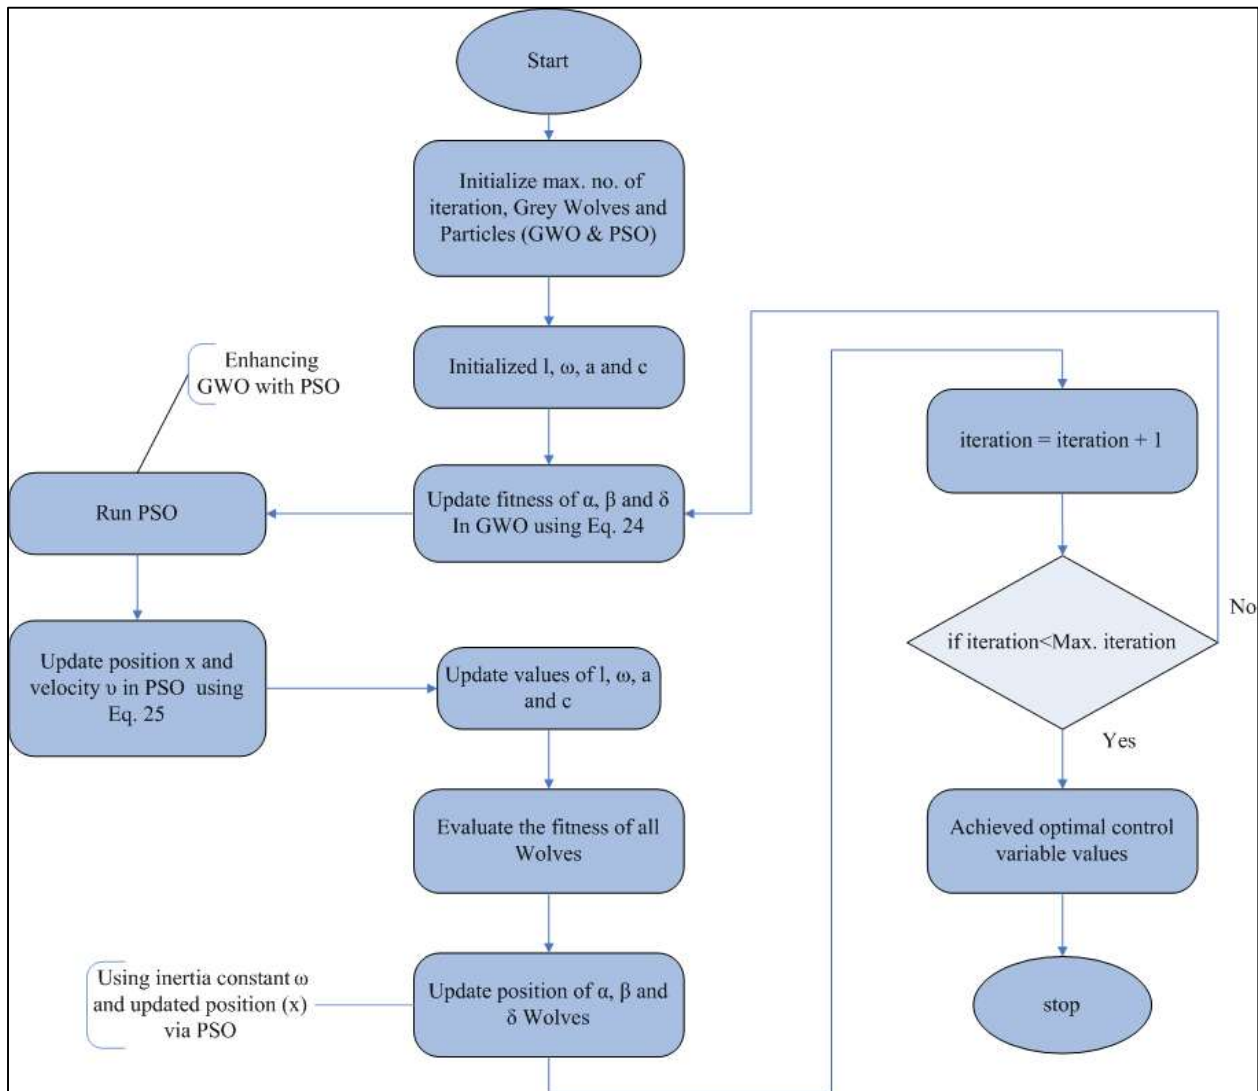 Start
Initialize max. no. of
iteration, Grey Wolves and
Particles (GWO & PSO)
Initialized l, ω, a and c
Enhancing
GWO with PSO
Update fitness of α, β and δ
In GWO using Eq. 24
Run PSO
Update position x and
velocity υ in PSO using
Eq. 25
Update values of l, ω, a
and c
Evaluate the fitness of all
Wolves
Using inertia constant ω
and updated position (x)
via PSO
Update position of α, β and
δ Wolves
iteration = iteration + 1
if iteration<Max. iteration
No
Yes
Achieved optimal control
variable values
stop